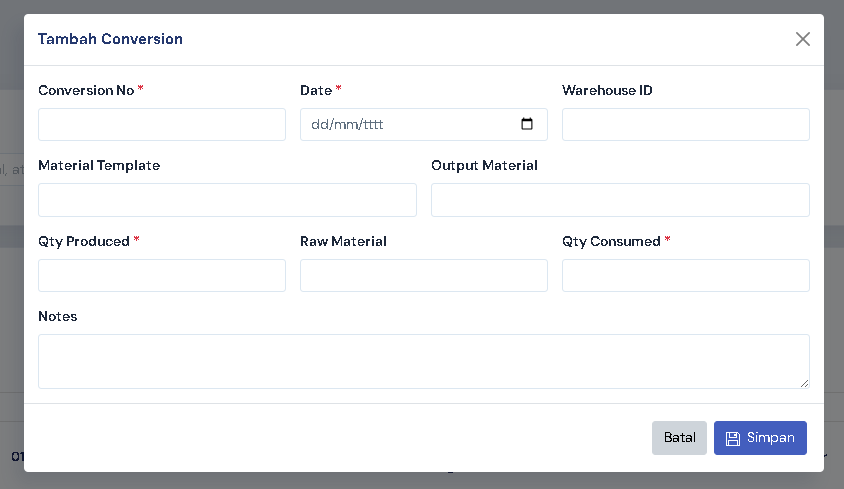 Tambah Conversion
Conversion No * Date * Warehouse ID
dd/mm/tttt
Material Template Output Material
Qty Produced * Raw Material Qty Consumed *
Notes
Batal Simpan